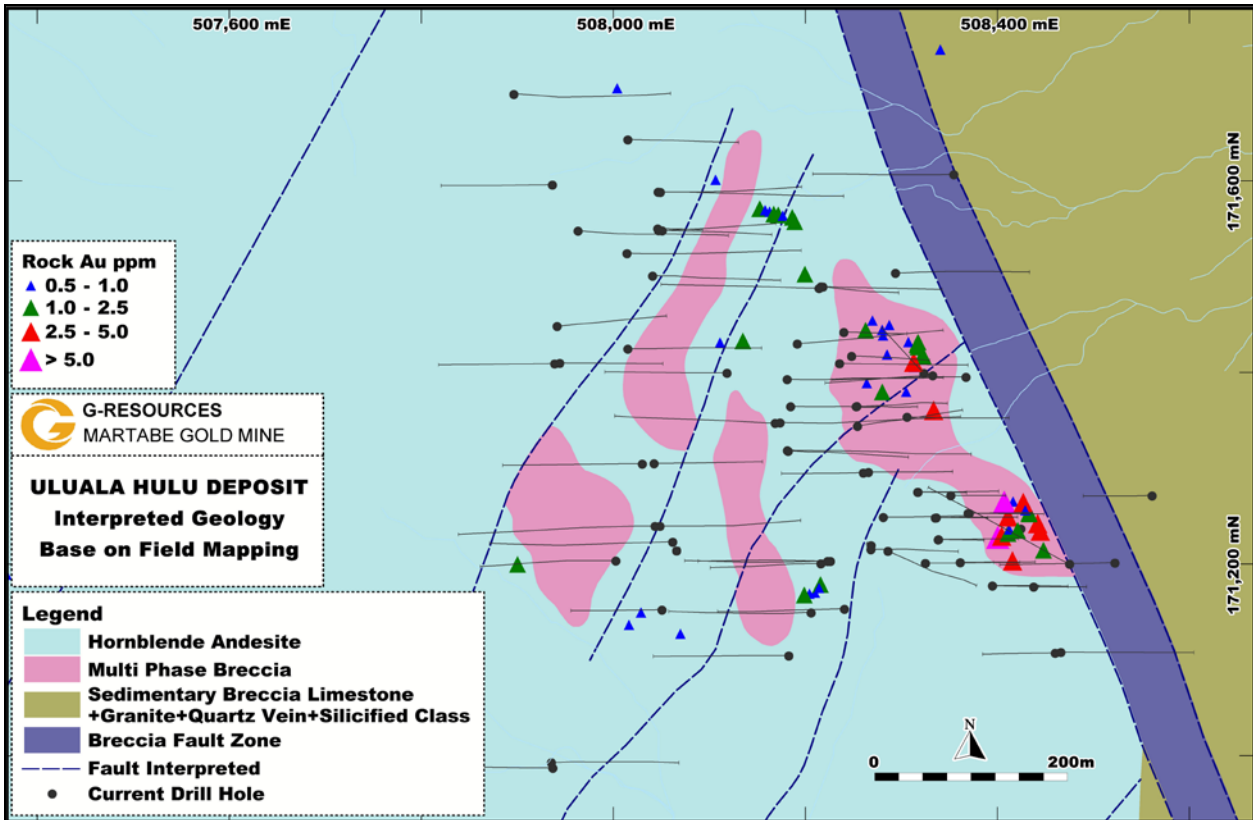 507,600 mE
508,000 mE
508,400 mE
171,600 mN
Rock Au ppm
0.5 - 1.0
1.0 - 2.5
2.5 - 5.0
> 5.0
G-RESOURCES
MARTABE GOLD MINE
ULUALA HULU DEPOSIT
Interpreted Geology
Base on Field Mapping
171,200 mN
Legend
Hornblende Andesite
Multi Phase Breccia
Sedimentary Breccia Limestone
+Granite+Quartz Vein+Silicified Class
Breccia Fault Zone
Fault Interpreted
Current Drill Hole
N
0 200m